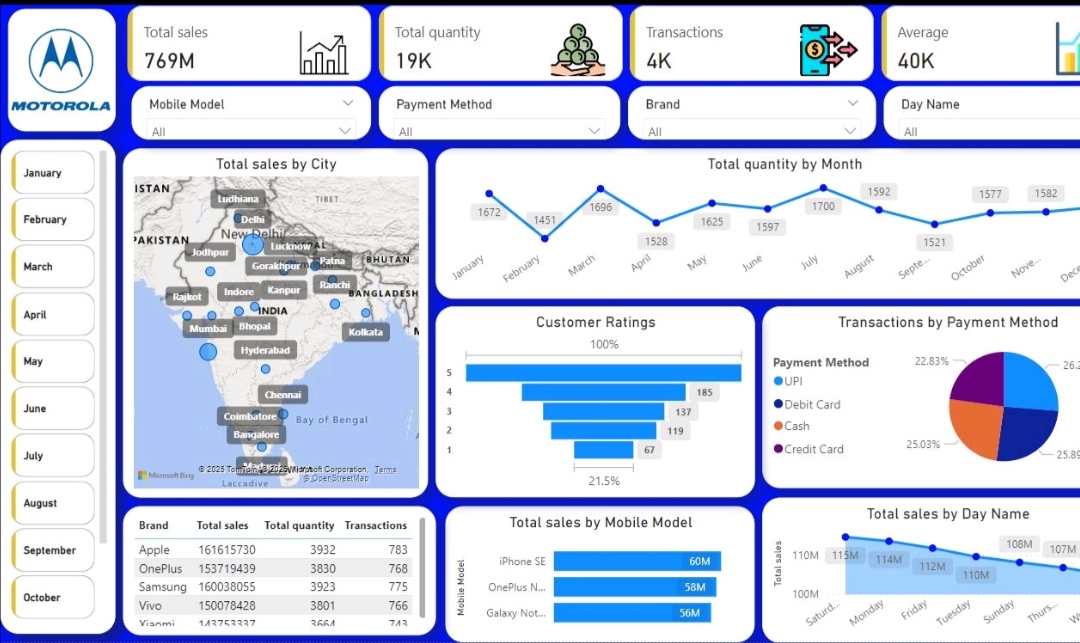 MOTOROLA
Total sales
769M
Total quantity
19K
Transactions
4K
Average
40K
Mobile Model
All
Payment Method
All
Brand
All
Day Name
All
January
February
March
April
May
June
July
August
September
October
Total sales by City
ISTAN
TIBET
Ludhiana
Delhi
New Delhi
PAKISTAN
Jodhpur
Lucknow
NEPAL
Gorakhpur
Patna
BHUTAN
Rajkot
Indore
Kanpur
Ranchi
BANGLADESH
INDIA
Mumbai
Bhopal
Kolkata
Hyderabad
Chennai
Coimbatore
Bay of Bengal
Bangalore
© 2025 TomTom, © 2025 Microsoft Corporation, Terms
© OpenStreetMap
Microsoft Bing
Laccadive
Total quantity by Month
1672
1451
1696
1528
1625
1597
1700
1592
1521
1577
1582
January
February
March
April
May
June
July
August
Septe...
October
Nove...
Dece
Customer Ratings
100%
5
4
185
3
137
2
119
1
67
21.5%
Transactions by Payment Method
Payment Method
UPI
Debit Card
Cash
Credit Card
22.83%
26.2
25.03%
25.89
Brand Total sales Total quantity Transactions
Apple 161615730 3932 783
OnePlus 153719439 3830 768
Samsung 160038055 3923 775
Vivo 150078428 3801 766
Xiaomi 143753337 3664 743
Total sales by Mobile Model
Mobile Model
iPhone SE 60M
OnePlus N... 58M
Galaxy Not... 56M
Total sales by Day Name
Total sales
110M
100M
115M
114M
112M
110M
108M
107M
Saturd...
Monday
Friday
Tuesday
Sunday
Thurs...
We